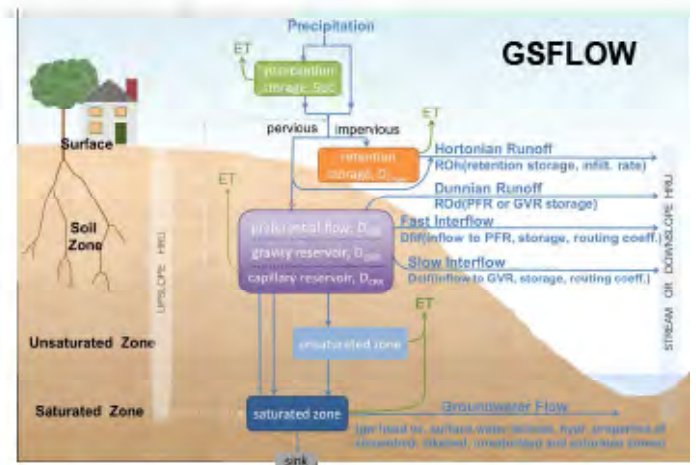 Precipitation
GSFLOW
ET
interception
storage,
ET
pervious impervious
Surface
Hortonian Runoff
ROh(retention storage, infilt. rate)
retention
storage,
ET
Dunnian Runoff
ROd(PFR or GVR storage)
Soil
Zone
preferential flow,
Fast Interflow
(inflow to PFR, storage, routing coeff.)
gravity reservoir,
Slow Interflow
capillary reservoir, D_CPR
(inflow to GVR, storage, routing coeff.)
UPSLOPE HRU
STREAM OR DOWNSLOPE HRU
ET
Unsaturated Zone
unsaturated zone
Saturated Zone
saturated zone
Groundwater Flow
sink